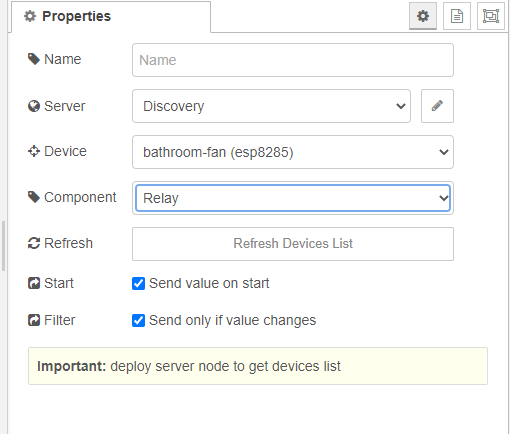 Properties
Name Name
Server Discovery
Device bathroom-fan (esp8285)
Component Relay
Refresh Refresh Devices List
Start Send value on start
Filter Send only if value changes
Important: deploy server node to get devices list